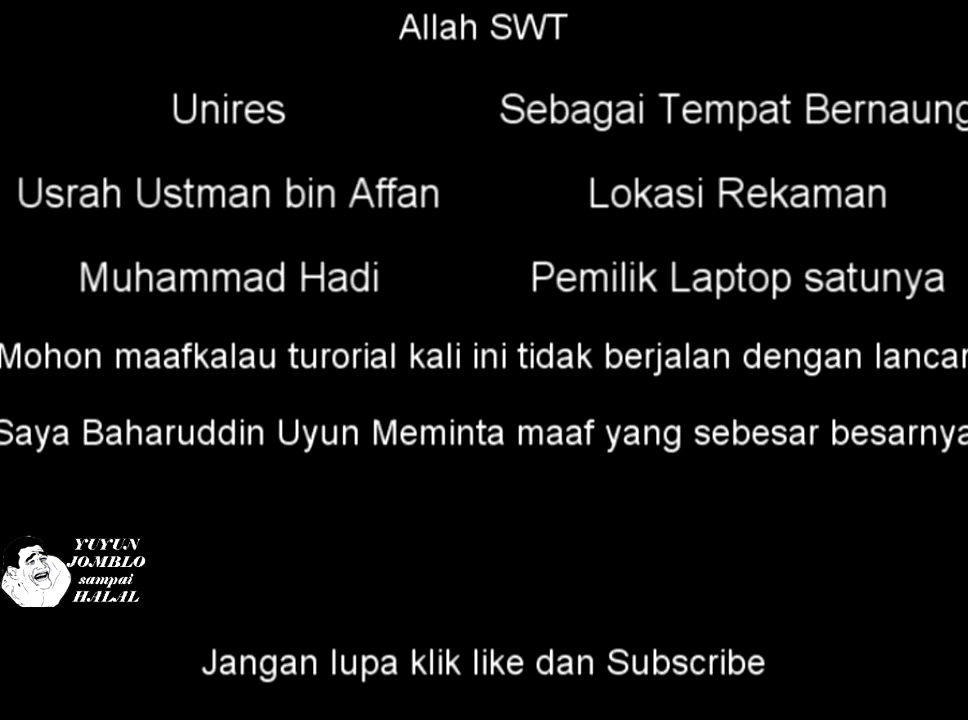 Allah SWT
Unires Sebagai Tempat Bernaung
Usrah Ustman bin Affan Lokasi Rekaman
Muhammad Hadi Pemilik Laptop satunya
Mohon maafkalau turorial kali ini tidak berjalan dengan lancar
Saya Baharuddin Uyun Meminta maaf yang sebesar besarnya
YUYUN
JOMBLO
sampai
HALAL
Jangan lupa klik like dan Subscribe